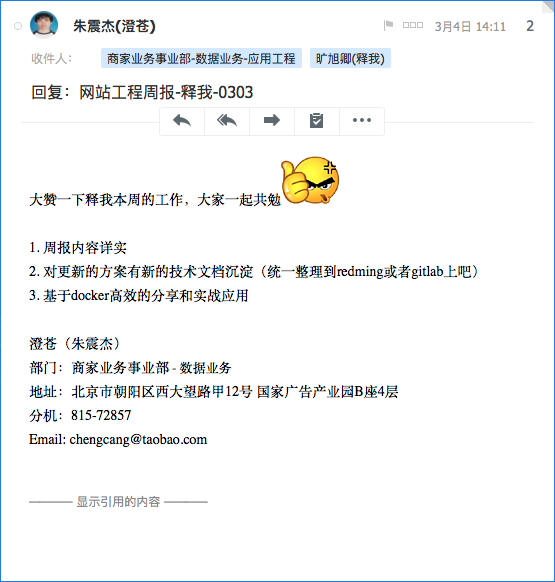 朱震杰(澄苍)
3月4日 14:11
2
收件人： 商家业务事业部-数据业务-应用工程 旷旭卿(释我)
回复：网站工程周报-释我-0303
大赞一下释我本周的工作，大家一起共勉
1. 周报内容详实
2. 对更新的方案有新的技术文档沉淀（统一整理到redming或者gitlab上吧）
3. 基于docker高效的分享和实战应用
澄苍（朱震杰）
部门：商家业务事业部 - 数据业务
地址：北京市朝阳区西大望路甲12号 国家广告产业园B座4层
分机：815-72857
Email: chengcang@taobao.com
显示引用的内容